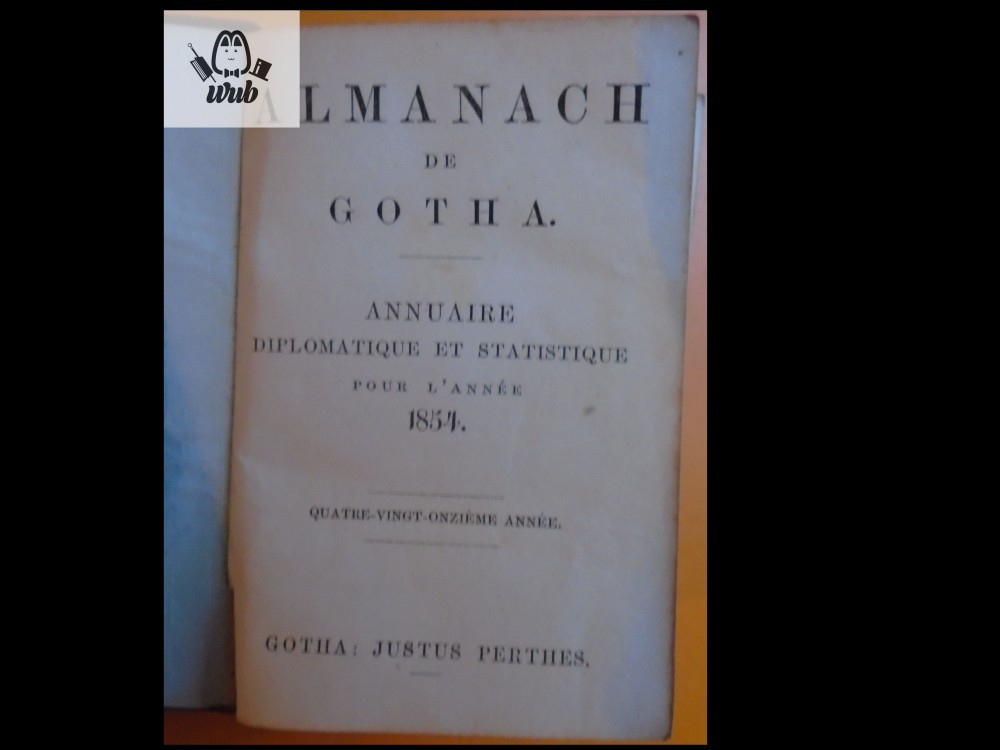 wub
ALMANACH
DE
GOTHA.
ANNUAIRE
DIPLOMATIQUE ET STATISTIQUE
POUR L'ANNÉE
1854.
QUATRE-VINGT-ONZIÈME ANNÉE.
GOTHA: JUSTUS PERTHES.